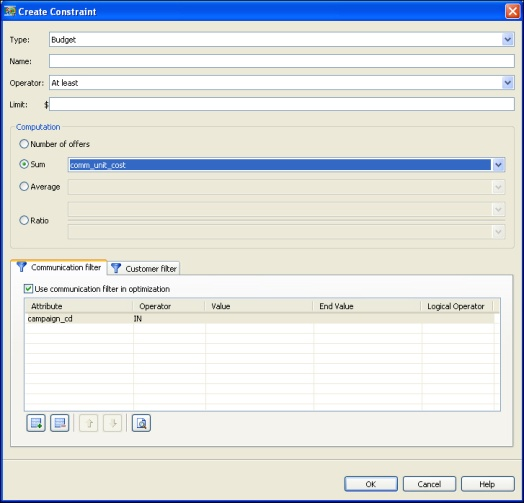 Create Constraint
Type: Budget
Name:
Operator: At least
Limit: $
Computation
Number of offers
Sum comm_unit_cost
Average
Ratio
Communication filter Customer filter
Use communication filter in optimization
Attribute Operator Value End Value Logical Operator
campaign_cd IN
OK Cancel Help